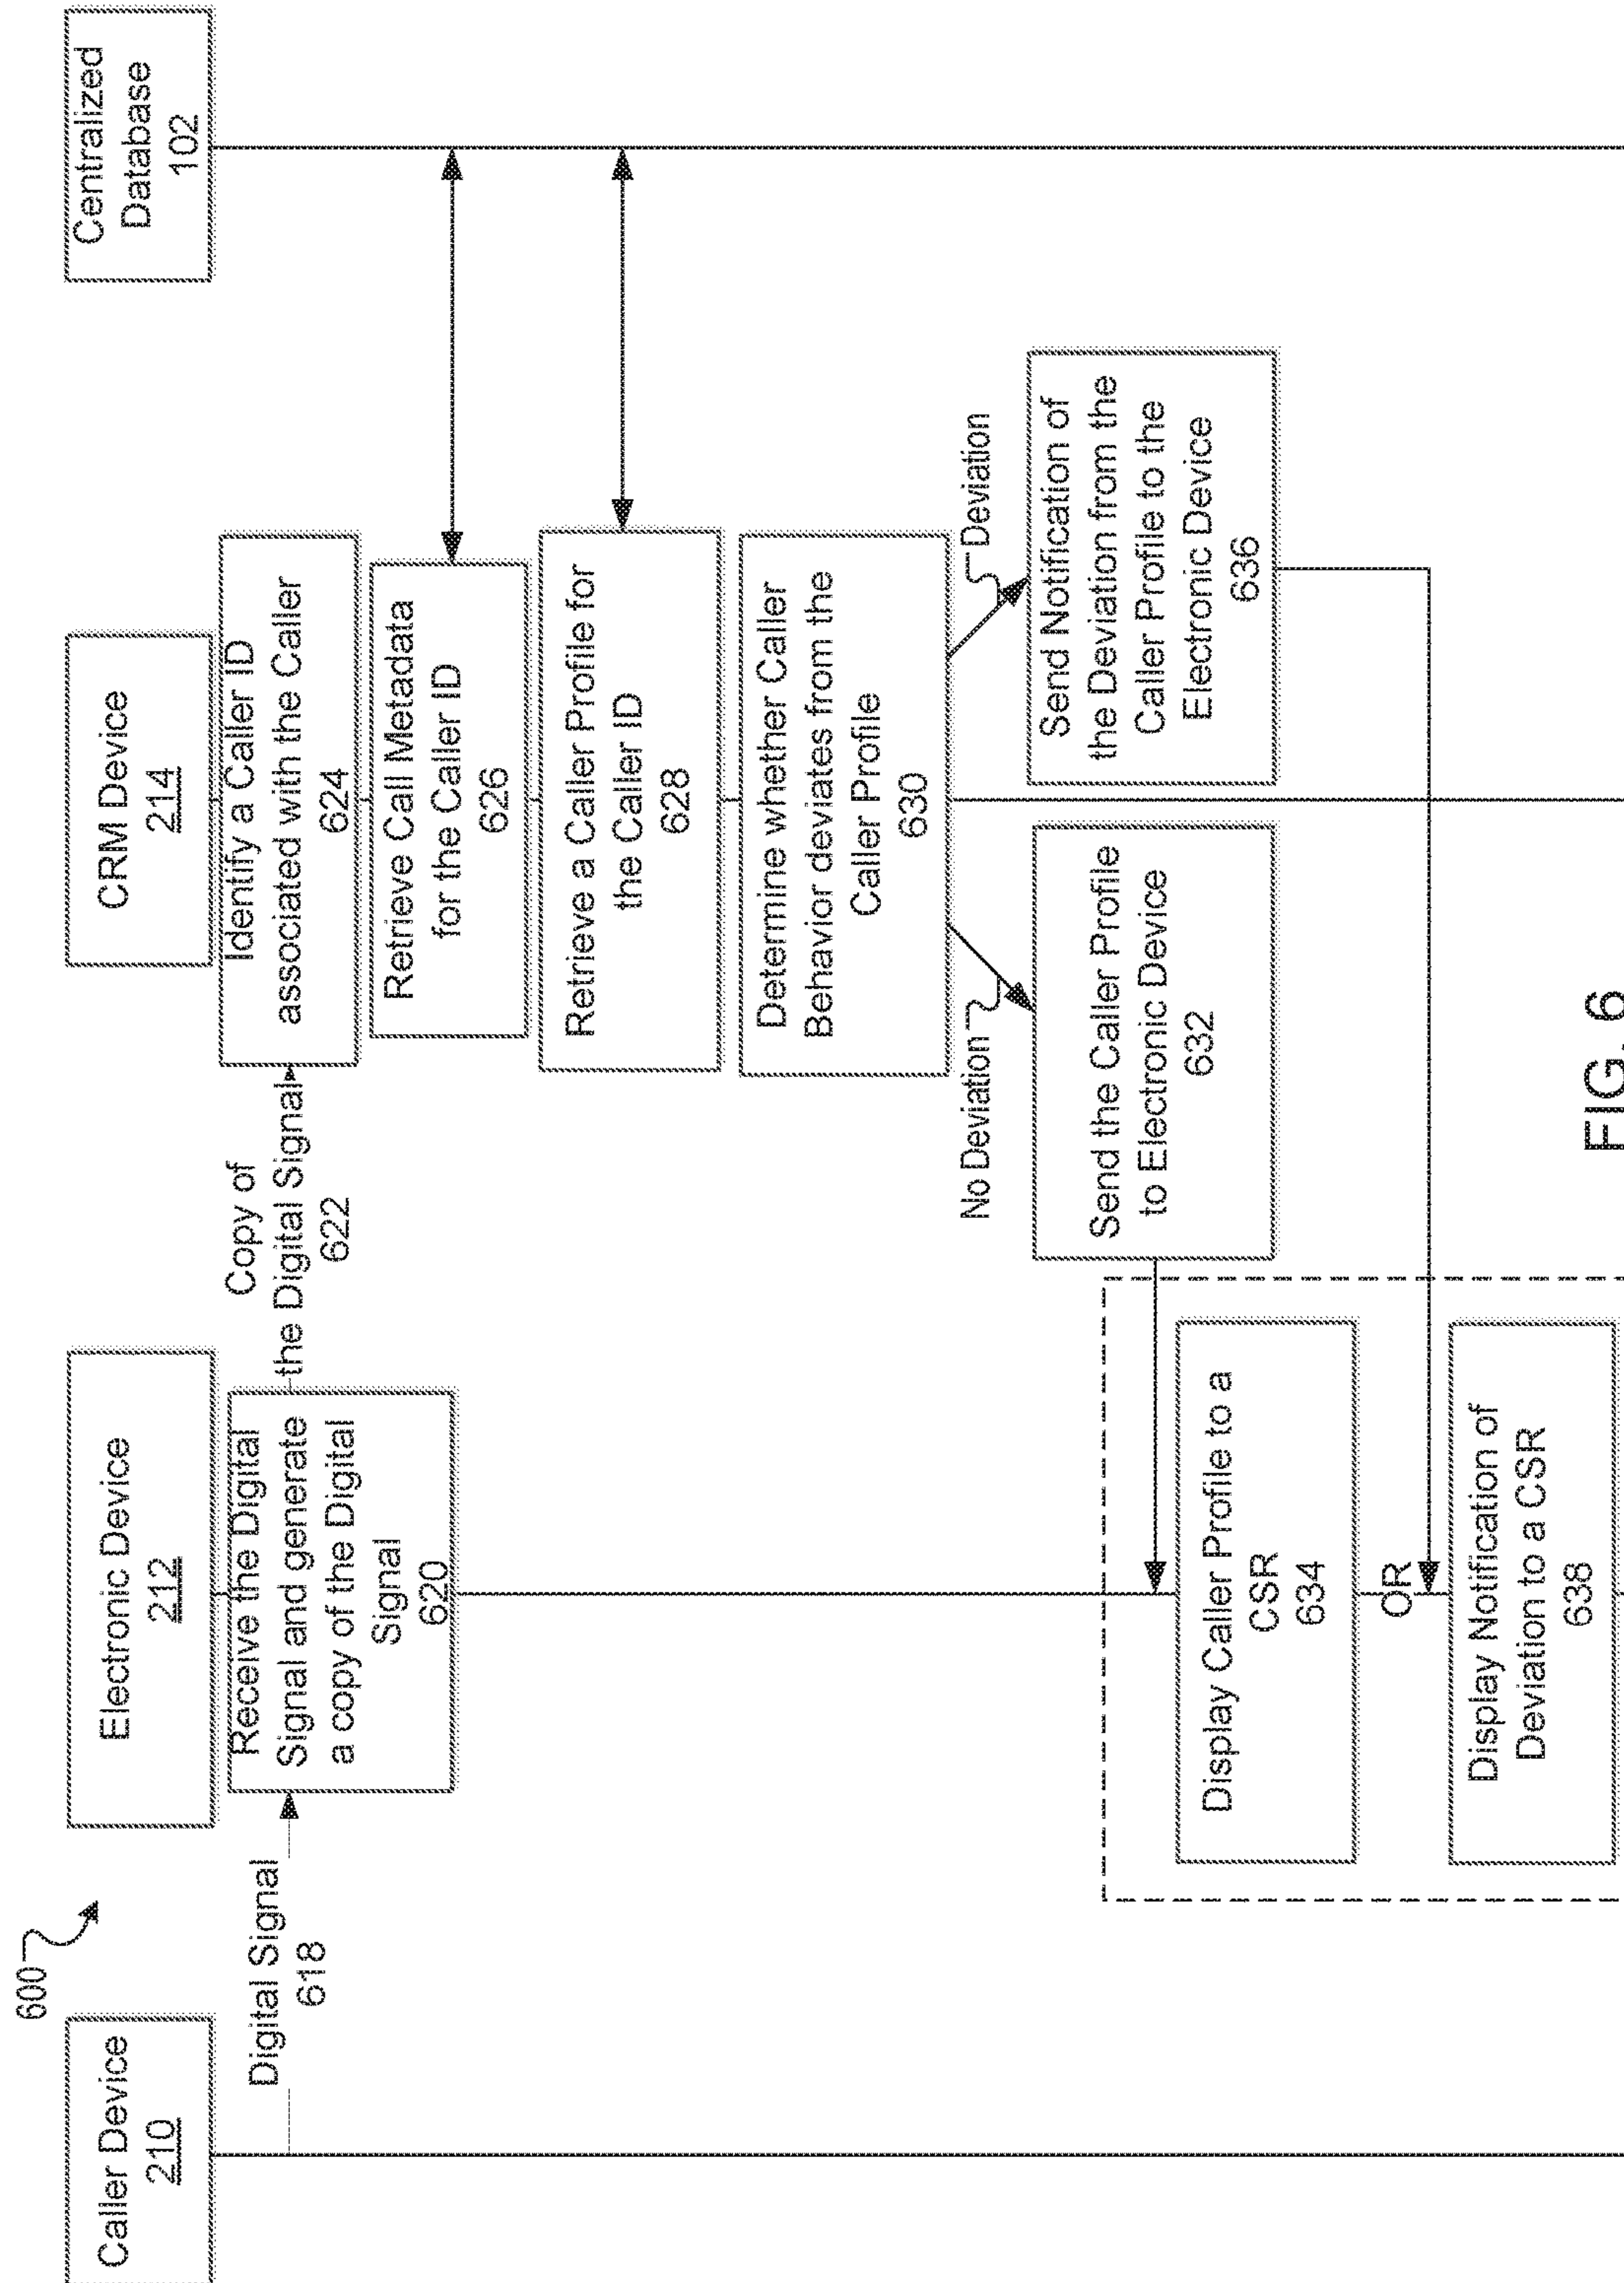 600
Caller Device
210
Electronic Device
212
CRM Device
214
Centralized
Database
102
Digital Signal
618
Receive the Digital
Signal and generate
a copy of the Digital
Signal
620
Copy of
the Digital Signal
622
Identify a Caller ID
associated with the Caller
624
Retrieve Call Metadata
for the Caller ID
626
Retrieve a Caller Profile for
the Caller ID
628
Determine whether Caller
Behavior deviates from the
Caller Profile
630
No Deviation
Deviation
Send the Caller Profile
to Electronic Device
632
Send Notification of
the Deviation from the
Caller Profile to the
Electronic Device
636
Display Caller Profile to a
CSR
634
OR
Display Notification of
Deviation to a CSR
638
FIG. 6